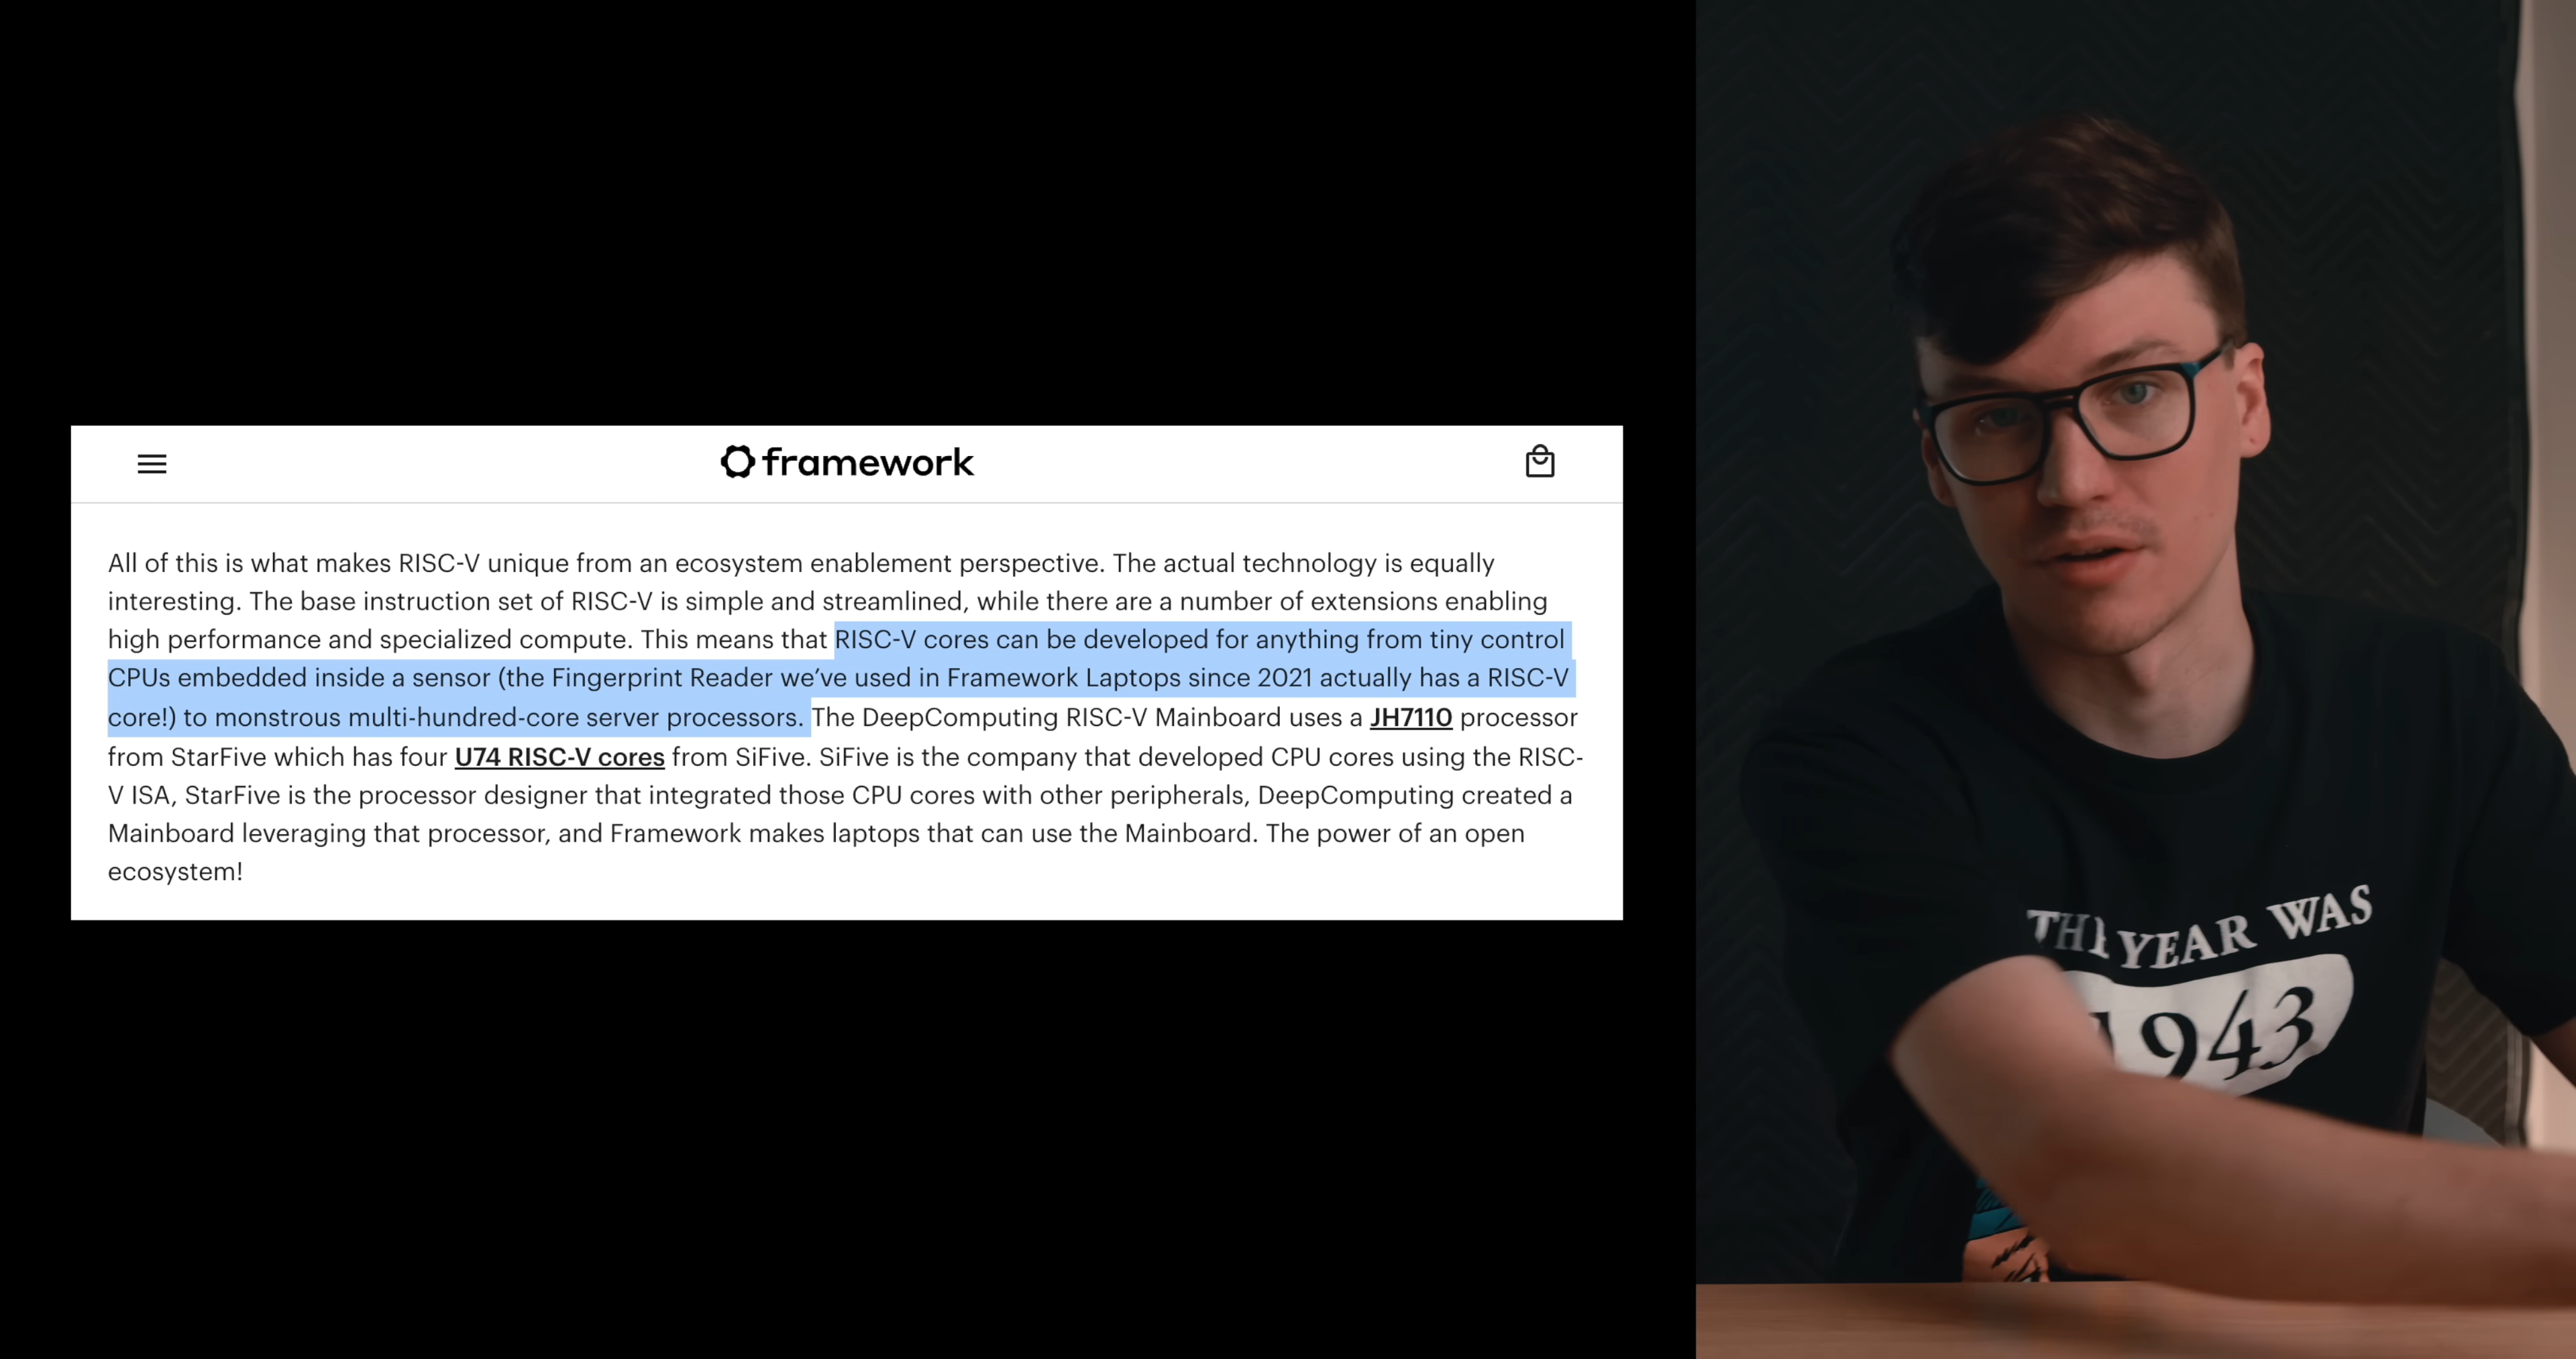 framework
All of this is what makes RISC-V unique from an ecosystem enablement perspective. The actual technology is equally
interesting. The base instruction set of RISC-V is simple and streamlined, while there are a number of extensions enabling
high performance and specialized compute. This means that RISC-V cores can be developed for anything from tiny control
CPUs embedded inside a sensor (the Fingerprint Reader we’ve used in Framework Laptops since 2021 actually has a RISC-V
core!) to monstrous multi-hundred-core server processors. The DeepComputing RISC-V Mainboard uses a JH7110 processor
from StarFive which has four U74 RISC-V cores from SiFive. SiFive is the company that developed CPU cores using the RISC-
V ISA, StarFive is the processor designer that integrated those CPU cores with other peripherals, DeepComputing created a
Mainboard leveraging that processor, and Framework makes laptops that can use the Mainboard. The power of an open
ecosystem!
THE YEAR WAS
1943